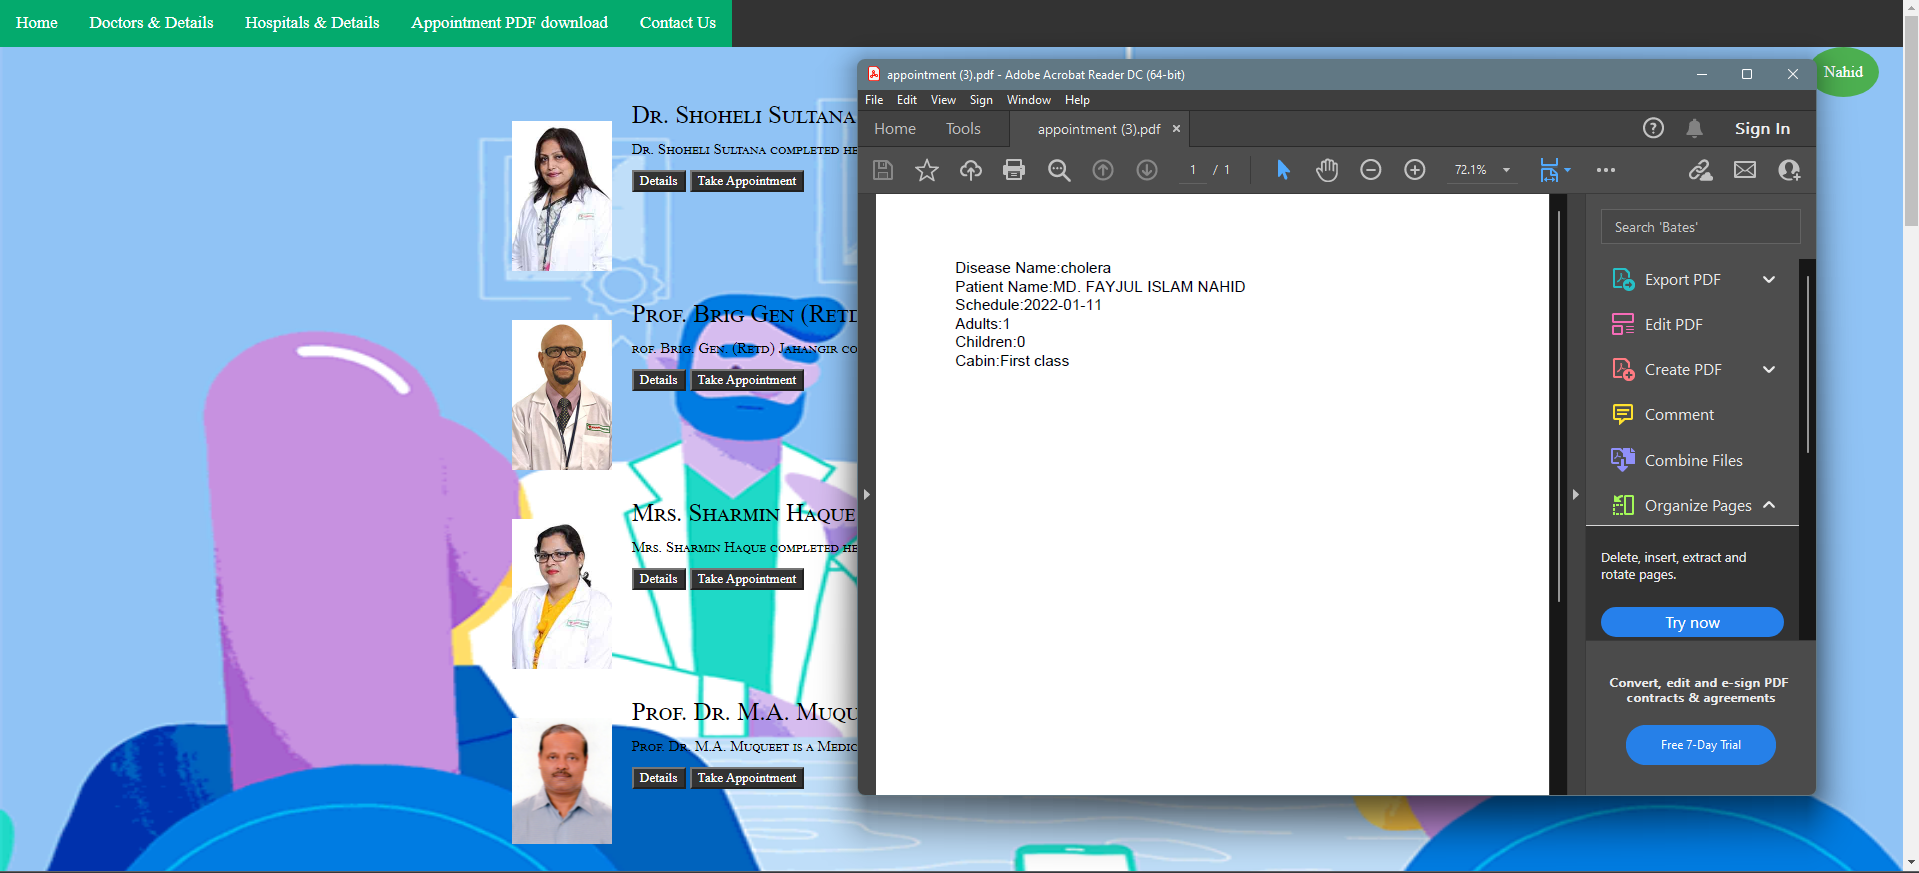 Home Doctors & Details Hospitals & Details Appointment PDF download Contact Us
Nahid
Dr. Shoheli Sultana
Dr. Shoheli Sultana completed he
Details Take Appointment
Prof. Brig Gen (Retd
rof. Brig. Gen. (Retd) Jahangir co
Details Take Appointment
Mrs. Sharmin Haque
Mrs. Sharmin Haque completed he
Details Take Appointment
Prof. Dr. M.A. Muqu
Prof. Dr. M.A. Muqueet is a Medic
Details Take Appointment
appointment (3).pdf - Adobe Acrobat Reader DC (64-bit)
File Edit View Sign Window Help
Home Tools appointment (3).pdf × Sign In
1 / 1 72.1%
Disease Name:cholera
Patient Name:MD. FAYJUL ISLAM NAHID
Schedule:2022-01-11
Adults:1
Children:0
Cabin:First class
Search 'Bates'
Export PDF
Edit PDF
Create PDF
Comment
Combine Files
Organize Pages
Delete, insert, extract and
rotate pages.
Try now
Convert, edit and e-sign PDF
contracts & agreements
Free 7-Day Trial